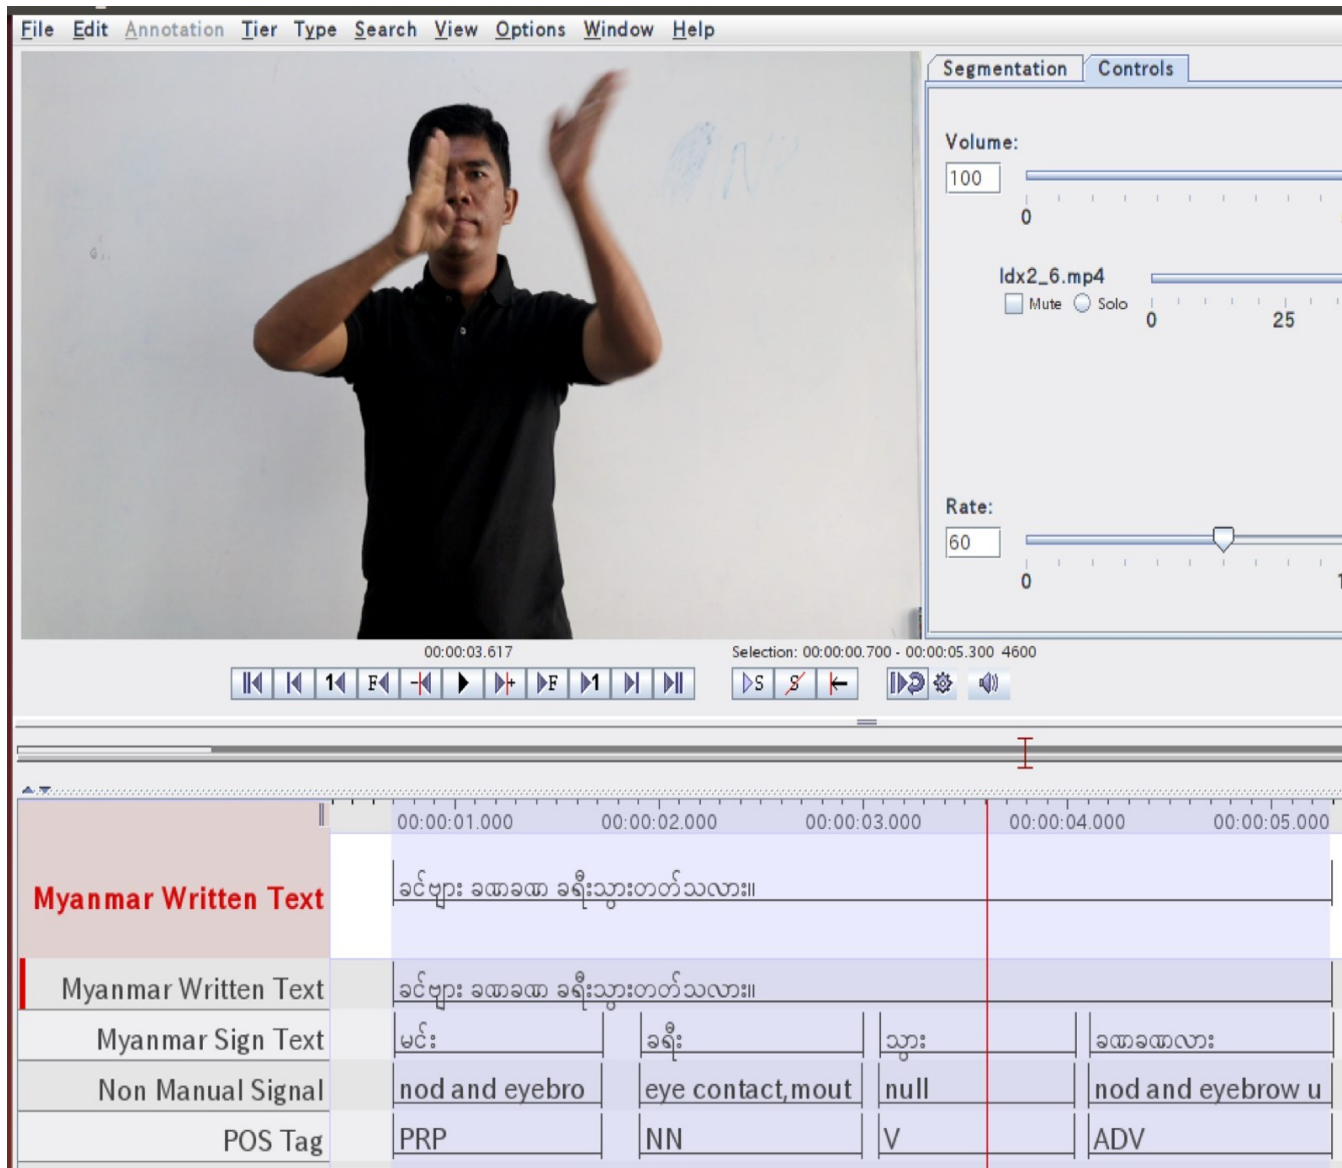 File Edit Annotation Tier Type Search View Options Window Help
Segmentation Controls
Volume:
100
0
Idx2_6.mp4
Mute Solo
0 25
Rate:
60
0 1
00:00:03.617
Selection: 00:00:00.700 - 00:00:05.300 4600
1 F + F 1 S S
00:00:01.000 00:00:02.000 00:00:03.000 00:00:04.000 00:00:05.000
Myanmar Written Text ခင်ဗျား ခဏခဏ ခရီးသွားတတ်သလား။
Myanmar Written Text ခင်ဗျား ခဏခဏ ခရီးသွားတတ်သလား။
Myanmar Sign Text မင်း ခရီး သွား ခဏခဏလား
Non Manual Signal nod and eyebro eye contact,mout null nod and eyebrow u
POS Tag PRP NN V ADV